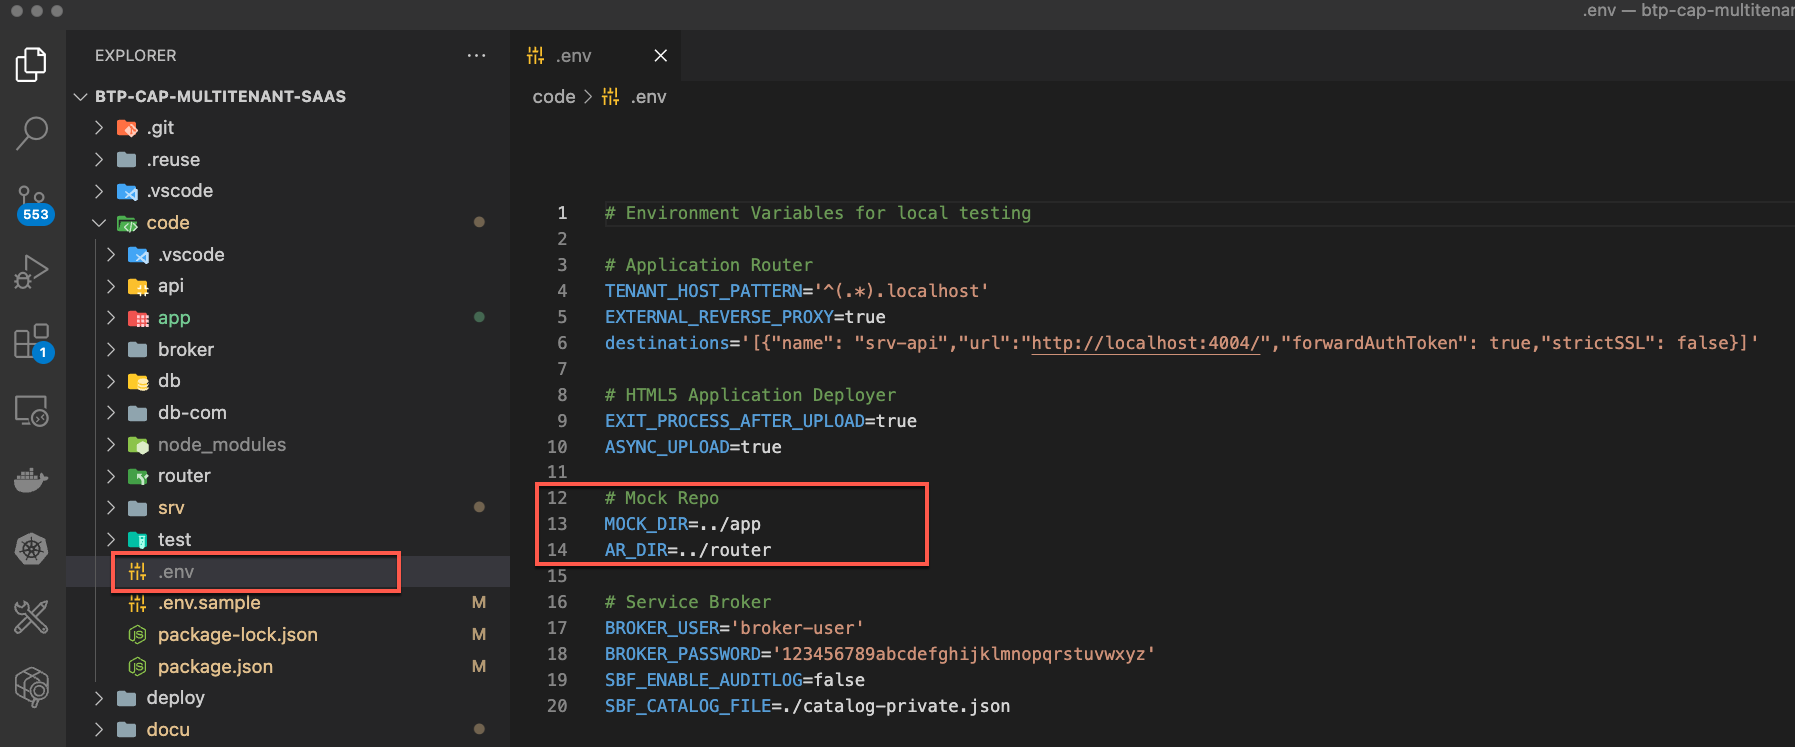 .env — btp-cap-multitenan
EXPLORER
...
BTP-CAP-MULTITENANT-SAAS
.git
.reuse
.vscode
code
.vscode
api
app
broker
db
db-com
node_modules
router
srv
test
.env
.env.sample M
package-lock.json M
package.json M
deploy
docu
553
1
.env
code > .env
1 # Environment Variables for local testing
2
3 # Application Router
4 TENANT_HOST_PATTERN='^(.*).localhost'
5 EXTERNAL_REVERSE_PROXY=true
6 destinations='[{"name": "srv-api","url":"http://localhost:4004/","forwardAuthToken": true,"strictSSL": false}]'
7
8 # HTML5 Application Deployer
9 EXIT_PROCESS_AFTER_UPLOAD=true
10 ASYNC_UPLOAD=true
11
12 # Mock Repo
13 MOCK_DIR=../app
14 AR_DIR=../router
15
16 # Service Broker
17 BROKER_USER='broker-user'
18 BROKER_PASSWORD='123456789abcdefghijklmnopqrstuvwxyz'
19 SBF_ENABLE_AUDITLOG=false
20 SBF_CATALOG_FILE=./catalog-private.json